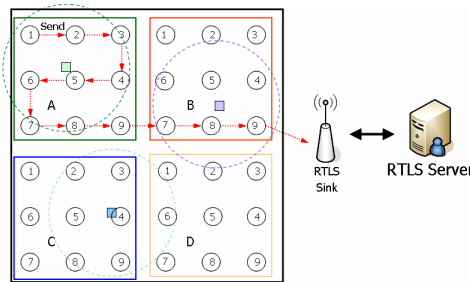 Send
1 2 3 1 2 3
6 5 4 6 5 4
A B
7 8 9 7 8 9
RTLS
Sink
RTLS Server
1 2 3 1 2 3
6 5 4 6 5 4
C D
7 8 9 7 8 9